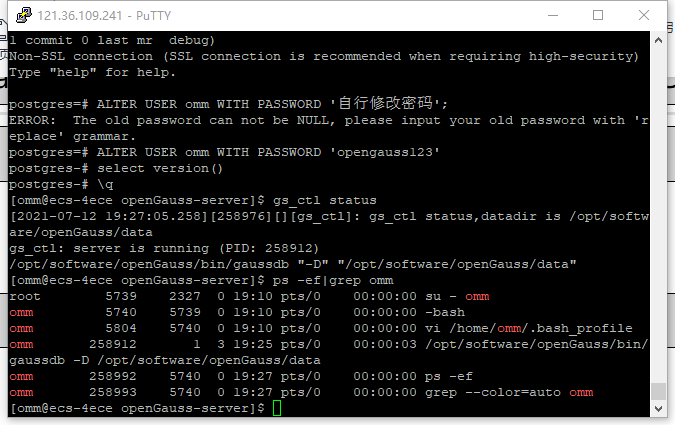 121.36.109.241 - PuTTY
l commit 0 last mr  debug)
Non-SSL connection (SSL connection is recommended when requiring high-security)
Type "help" for help.
postgres=# ALTER USER omm WITH PASSWORD '自行修改密码';
ERROR:  The old password can not be NULL, please input your old password with 'r
eplace' grammar.
postgres=# ALTER USER omm WITH PASSWORD 'opengauss123'
postgres-# select version()
postgres-# \q
[omm@ecs-4ece openGauss-server]$ gs_ctl status
[2021-07-12 19:27:05.258][258976][][gs_ctl]: gs_ctl status,datadir is /opt/softw
are/openGauss/data
gs_ctl: server is running (PID: 258912)
/opt/software/openGauss/bin/gaussdb "-D" "/opt/software/openGauss/data"
[omm@ecs-4ece openGauss-server]$ ps -ef|grep omm
root        5739    2327  0 19:10 pts/0    00:00:00 su - omm
omm         5740    5739  0 19:10 pts/0    00:00:00 -bash
omm         5804    5740  0 19:10 pts/0    00:00:00 vi /home/omm/.bash_profile
omm       258912       1  3 19:25 pts/0    00:00:03 /opt/software/openGauss/bin/
gaussdb -D /opt/software/openGauss/data
omm       258992    5740  0 19:27 pts/0    00:00:00 ps -ef
omm       258993    5740  0 19:27 pts/0    00:00:00 grep --color=auto omm
[omm@ecs-4ece openGauss-server]$